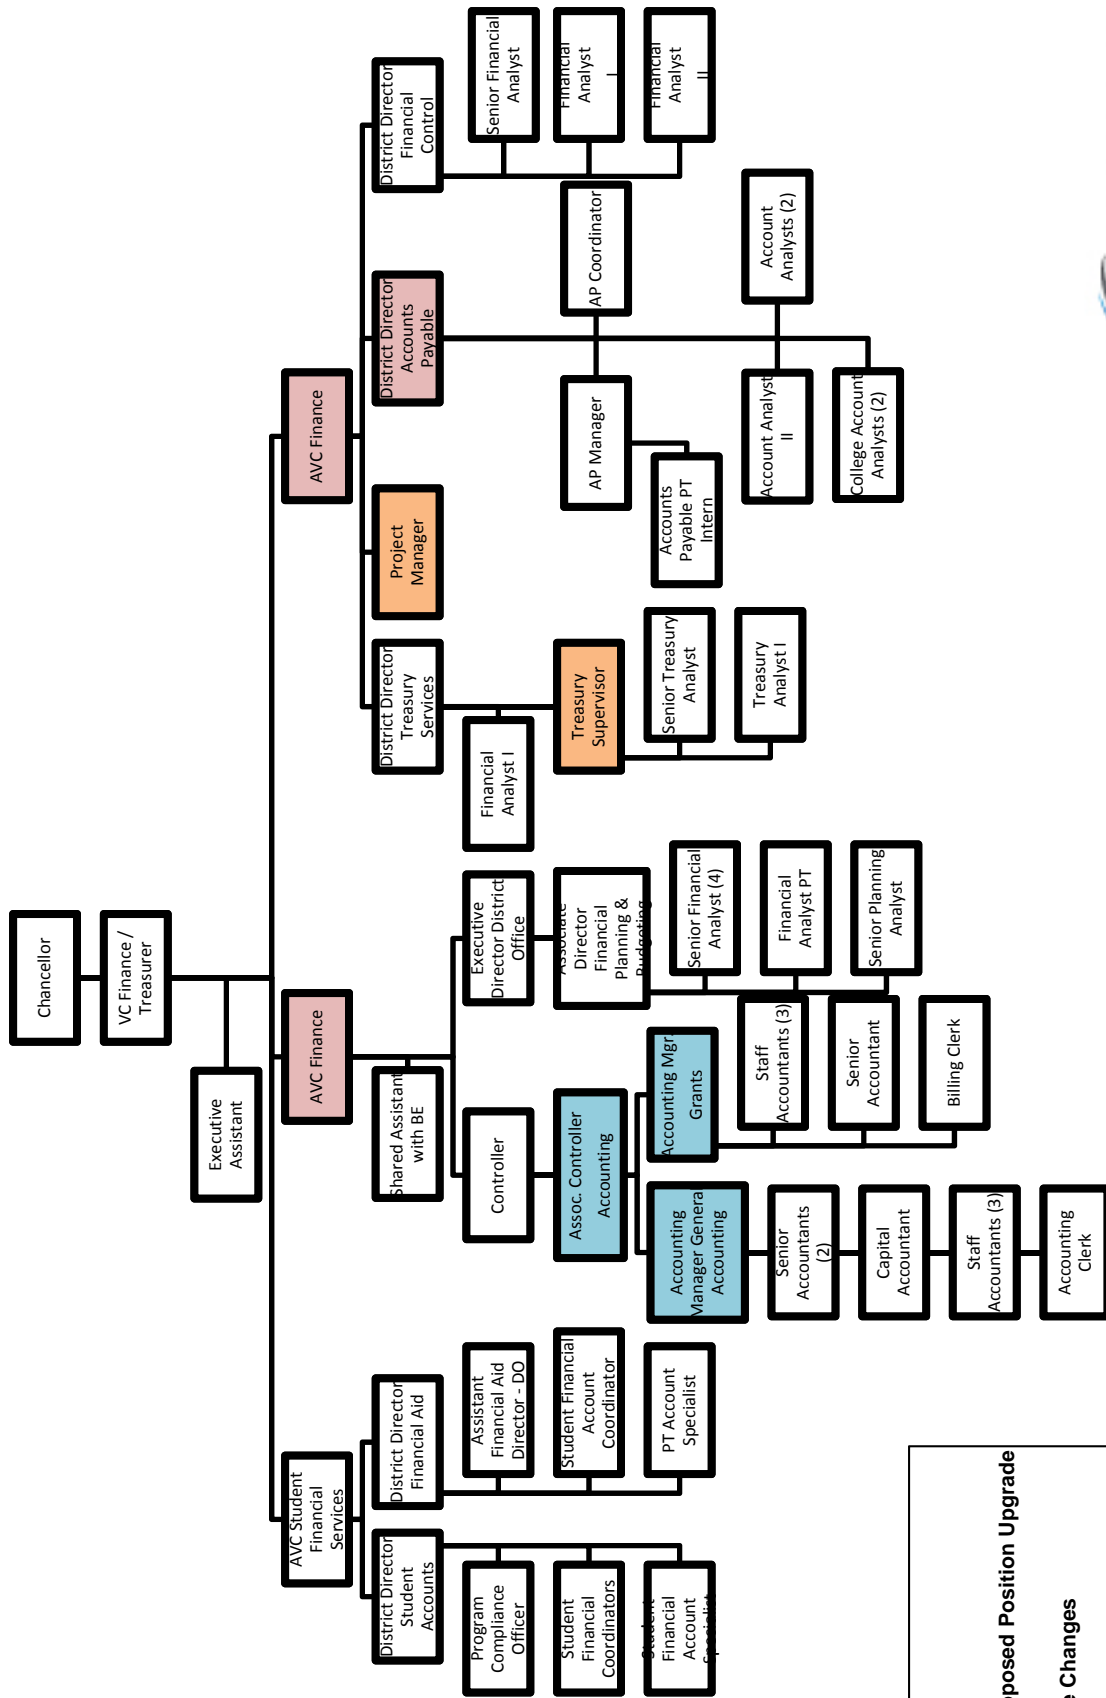 Chancellor
VC Finance /
Treasurer
Executive
Assistant
AVC Student
Financial
Services
AVC Finance
AVC Finance
District Director
Student
Accounts
District Director
Financial Aid
Shared Assistant
with BE
Controller
Executive
Director District
Office
District Director
Treasury
Services
Project
Manager
District Director
Accounts
Payable
District Director
Financial
Control
Program
Compliance
Officer
Student
Financial
Coordinators
Student
Financial
Account
Specialist
Assistant
Financial Aid
Director - DO
Student Financial
Account
Coordinator
PT Account
Specialist
Assoc. Controller
Accounting
Accounting
Manager General
Accounting
Senior
Accountants
(2)
Capital
Accountant
Staff
Accountants (3)
Accounting
Clerk
Accounting Mgr.
Grants
Staff
Accountants (3)
Senior
Accountant
Billing Clerk
Associate
Director
Financial
Planning &
Budgeting
Senior Financial
Analyst (4)
Financial
Analyst PT
Senior Planning
Analyst
Financial
Analyst I
Treasury
Supervisor
Senior Treasury
Analyst
Treasury
Analyst I
AP Manager
AP Coordinator
Accounts
Payable PT
Intern
Account Analyst
II
Account
Analysts (2)
College Account
Analysts (2)
Senior Financial
Analyst
Financial
Analyst
I
Financial
Analyst
II
posed Position Upgrade
e Changes